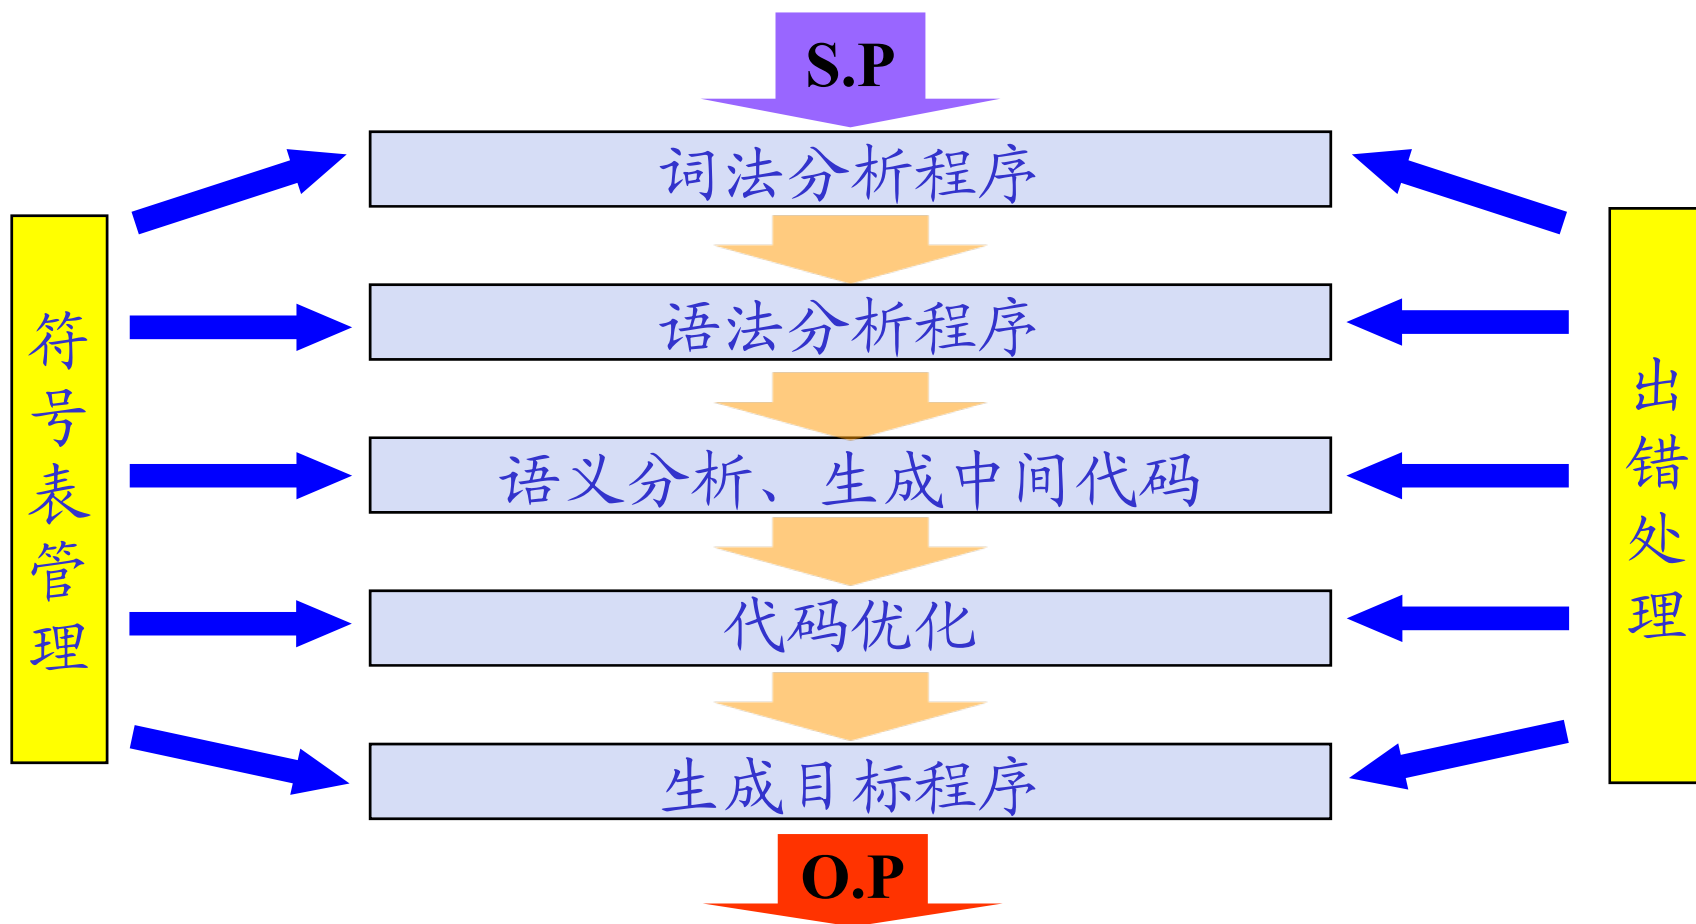 S.P
词法分析程序
语法分析程序
语义分析、生成中间代码
代码优化
生成目标程序
O.P
符号表管理
出错处理